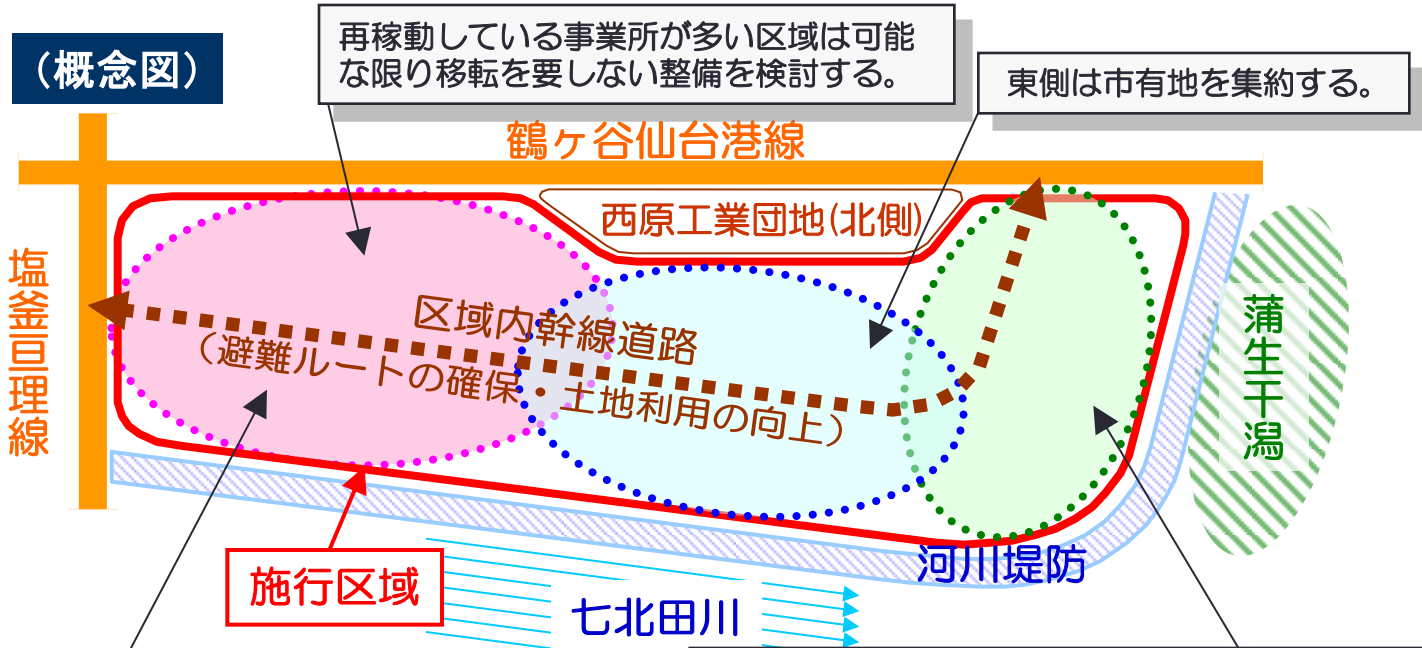 （概念図）
再稼動している事業所が多い区域は可能
な限り移転を要しない整備を検討する。
東側は市有地を集約する。
鶴ヶ谷仙台港線
西原工業団地(北側)
塩釜亘理線
区域内幹線道路
（避難ルートの確保・土地利用の向上）
蒲生干潟
施行区域
河川堤防
七北田川